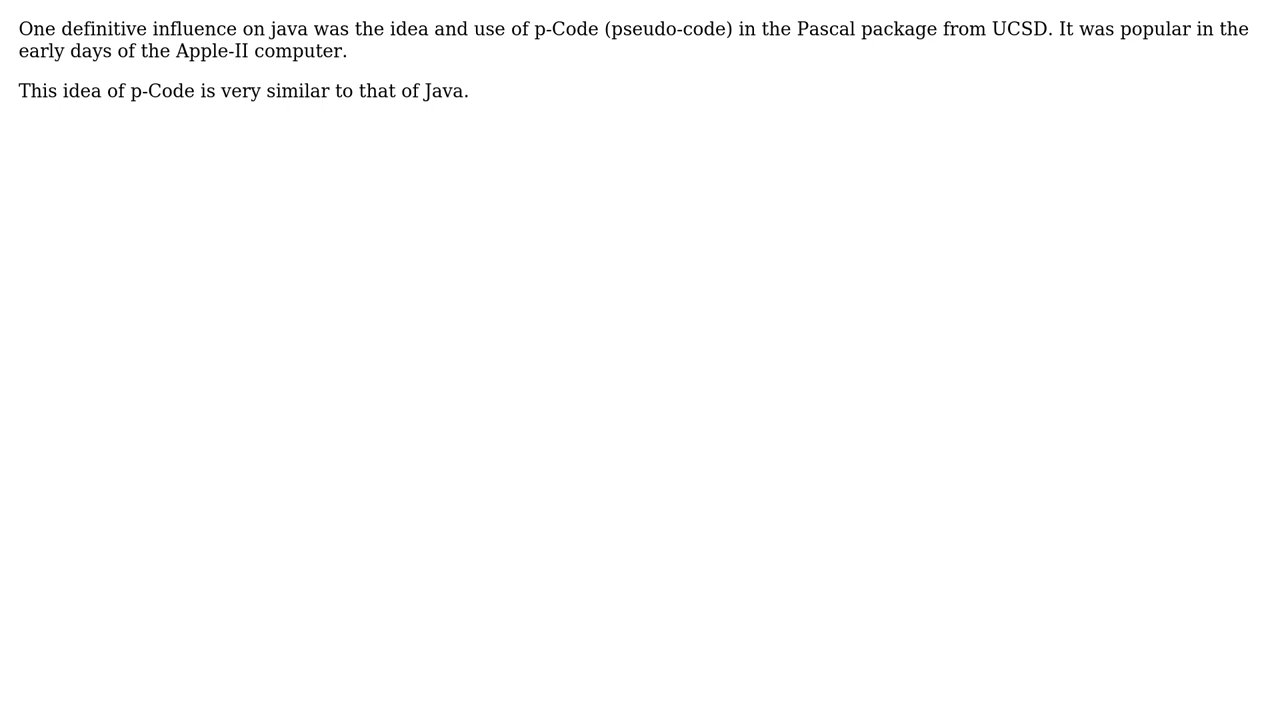 One definitive influence on java was the idea and use of p-Code (pseudo-code) in the Pascal package from UCSD. It was popular in the
early days of the Apple-II computer.
This idea of p-Code is very similar to that of Java.